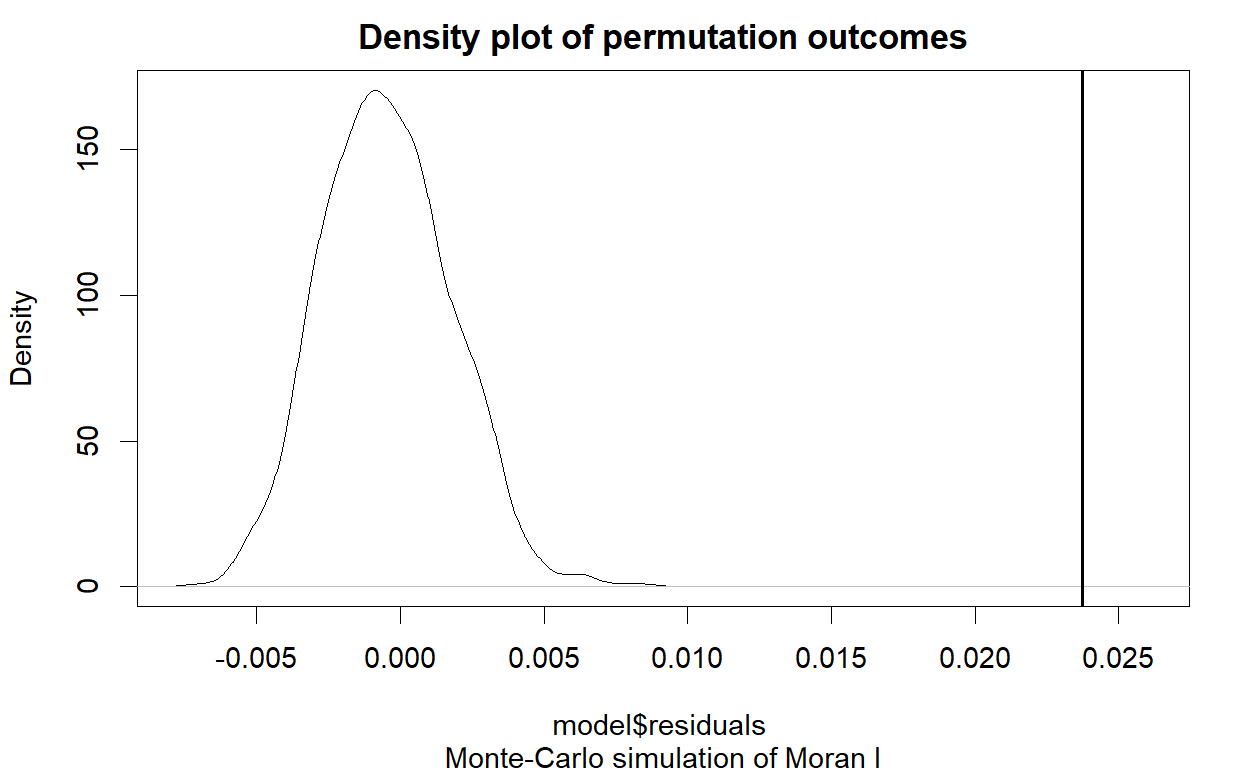 Density plot of permutation outcomes
Density
150
100
50
0
-0.005 0.000 0.005 0.010 0.015 0.020 0.025
model$residuals
Monte-Carlo simulation of Moran I